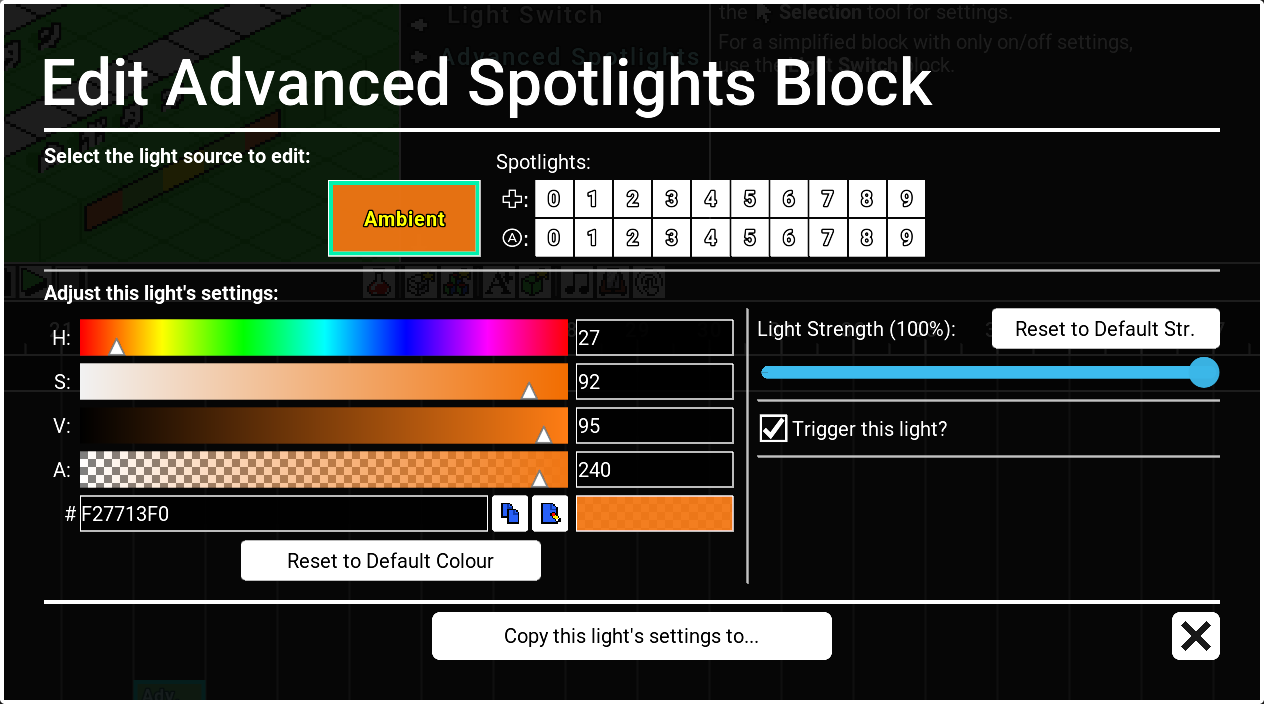 Light Switch
the Selection tool for settings.
Advanced Spotlights
For a simplified block with only on/off settings,
use the Light Switch block.
Edit Advanced Spotlights Block
Select the light source to edit:
Spotlights:
Ambient
: 0 1 2 3 4 5 6 7 8 9
A: 0 1 2 3 4 5 6 7 8 9
Adjust this light's settings:
H: 27
S: 92
V: 95
A: 240
# F27713F0
Reset to Default Colour
Light Strength (100%): Reset to Default Str.
Trigger this light?
Copy this light's settings to...
Adv...